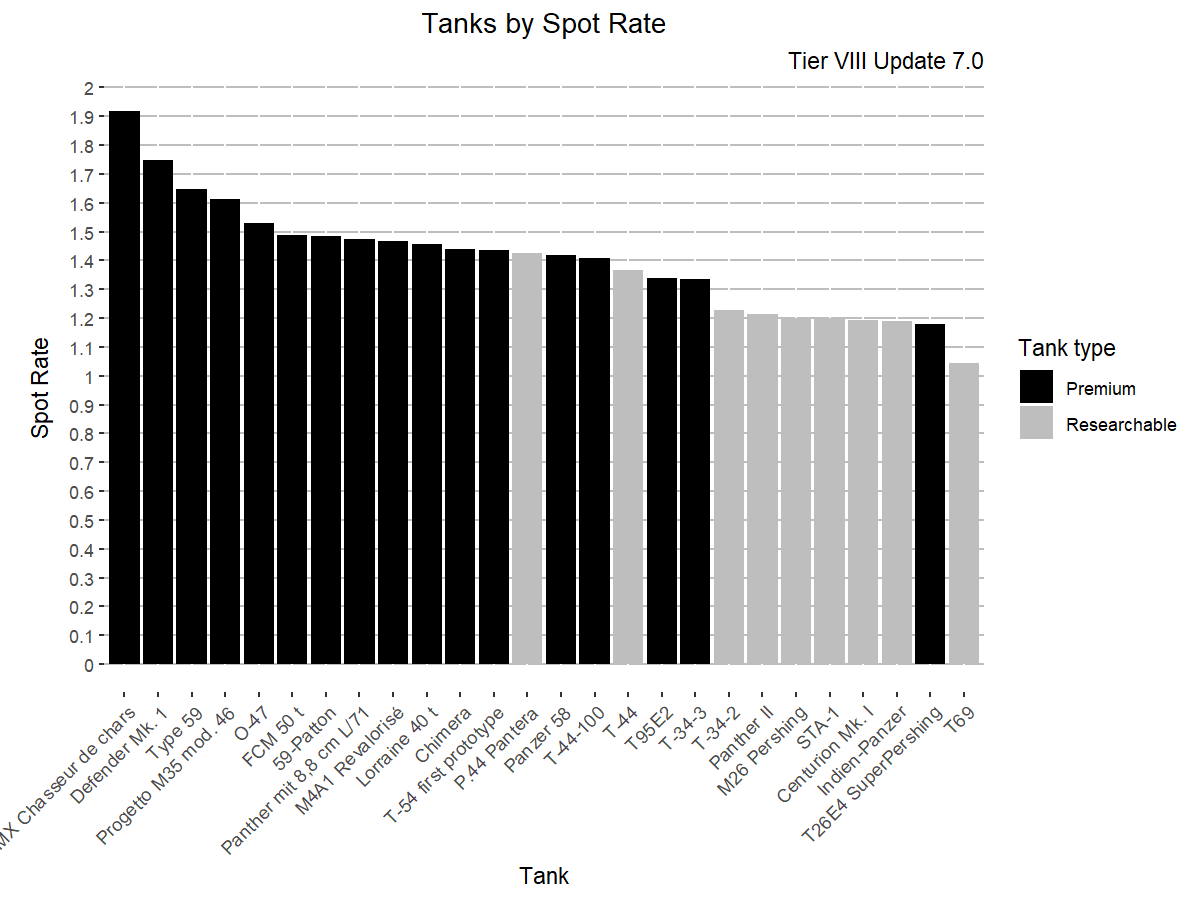 Tanks by Spot Rate
Tier VIII Update 7.0
2
1.9
1.8
1.7
1.6
1.5
1.4
1.3
1.2
1.1
1
0.9
0.8
0.7
0.6
0.5
0.4
0.3
0.2
0.1
0
Spot Rate
MX Chasseur de chars
Defender Mk. 1
Type 59
Progetto M35 mod. 46
O-47
FCM 50 t
59-Patton
Panther mit 8,8 cm L/71
M4A1 Revalorisé
Lorraine 40 t
Chimera
T-54 first prototype
P.44 Pantera
Panzer 58
T-44-100
T-44
T95E2
T-34-3
T-34-2
Panther II
M26 Pershing
STA-1
Centurion Mk. I
Indien-Panzer
T26E4 SuperPershing
T69
Tank
Tank type
Premium
Researchable